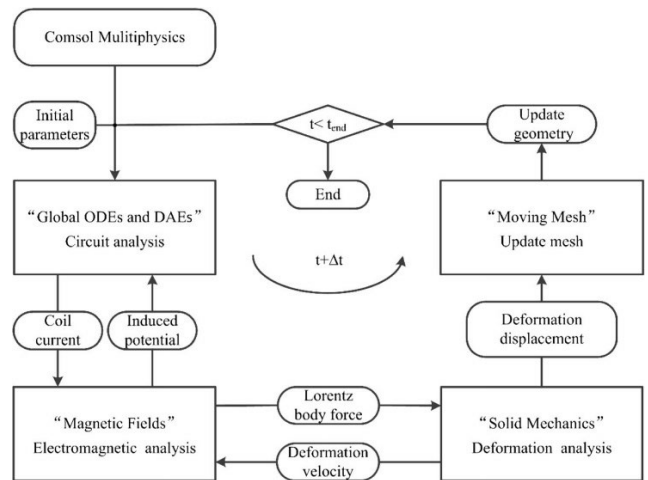 Comsol Mulitiphysics
Initial
parameters
t< tend
Update
geometry
End
“Global ODEs and DAEs”
Circuit analysis
“Moving Mesh”
Update mesh
t+Δt
Coil
current
Induced
potential
Deformation
displacement
“Magnetic Fields”
Electromagnetic analysis
Lorentz
body force
Deformation
velocity
“Solid Mechanics”
Deformation analysis